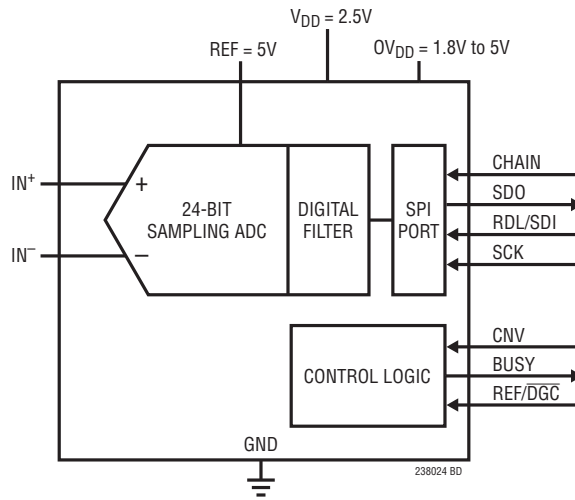 V_DD = 2.5V
REF = 5V
OV_DD = 1.8V to 5V
IN⁺
+
IN⁻
−
24-BIT
SAMPLING ADC
DIGITAL
FILTER
SPI
PORT
CHAIN
SDO
RDL/SDI
SCK
CONTROL LOGIC
CNV
BUSY
REF/D̅G̅C̅
GND
238024 BD